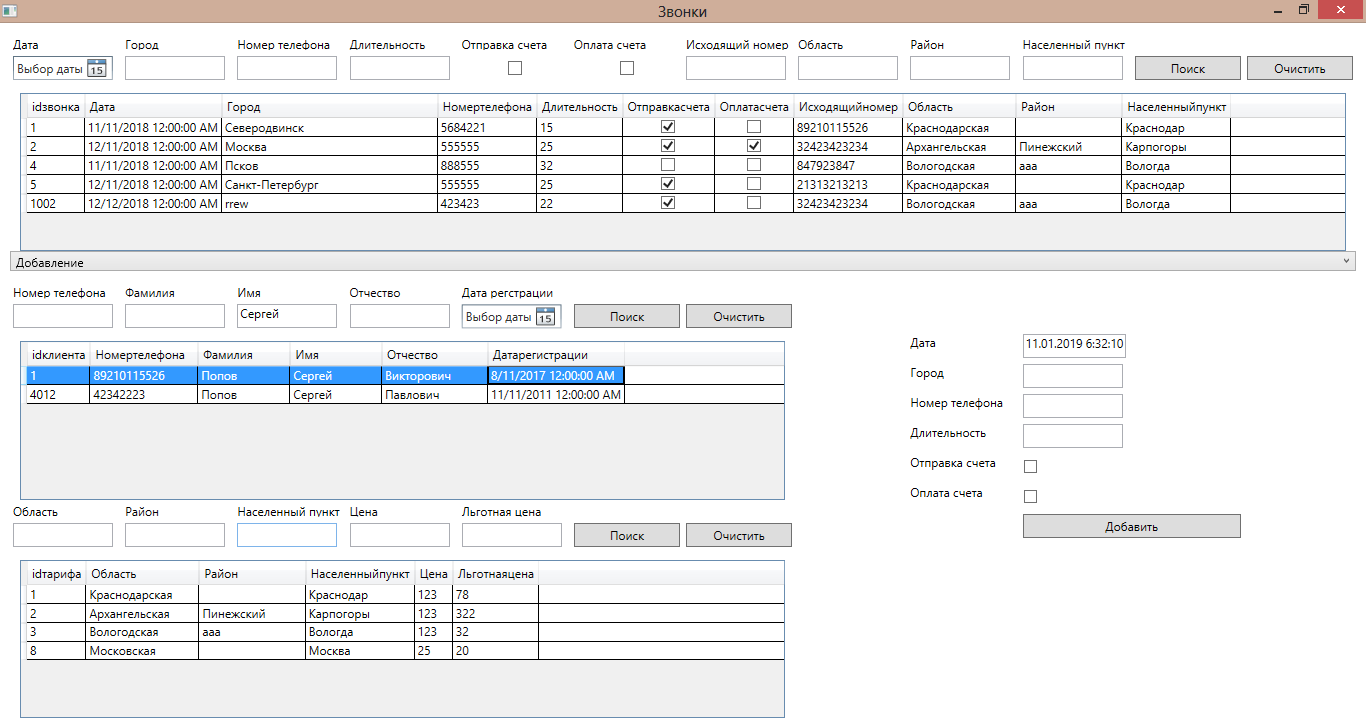 Звонки
Дата Город Номер телефона Длительность Отправка счета Оплата счета Исходящий номер Область Район Населенный пункт
Выбор даты 15 Поиск Очистить
idзвонка Дата Город Номертелефона Длительность Отправкасчета Оплатасчета Исходящийномер Область Район Населенныйпункт
1 11/11/2018 12:00:00 AM Северодвинск 5684221 15 89210115526 Краснодарская Краснодар
2 12/11/2018 12:00:00 AM Москва 555555 25 32423423234 Архангельская Пинежский Карпогоры
4 11/11/2018 12:00:00 AM Псков 888555 32 847923847 Вологодская ааа Вологда
5 12/11/2018 12:00:00 AM Санкт-Петербург 555555 25 21313213213 Краснодарская Краснодар
1002 12/12/2018 12:00:00 AM rrew 423423 22 32423423234 Вологодская ааа Вологда
Добавление
Номер телефона Фамилия Имя Отчество Дата регстрации
Сергей Выбор даты 15 Поиск Очистить
idклиента Номертелефона Фамилия Имя Отчество Датарегистрации
1 89210115526 Попов Сергей Викторович 8/11/2017 12:00:00 AM
4012 42342223 Попов Сергей Павлович 11/11/2011 12:00:00 AM
Дата 11.01.2019 6:32:10
Город
Номер телефона
Длительность
Отправка счета
Оплата счета
Добавить
Область Район Населенный пункт Цена Льготная цена
Поиск Очистить
idтарифа Область Район Населенныйпункт Цена Льготнаяцена
1 Краснодарская Краснодар 123 78
2 Архангельская Пинежский Карпогоры 123 322
3 Вологодская ааа Вологда 123 32
8 Московская Москва 25 20